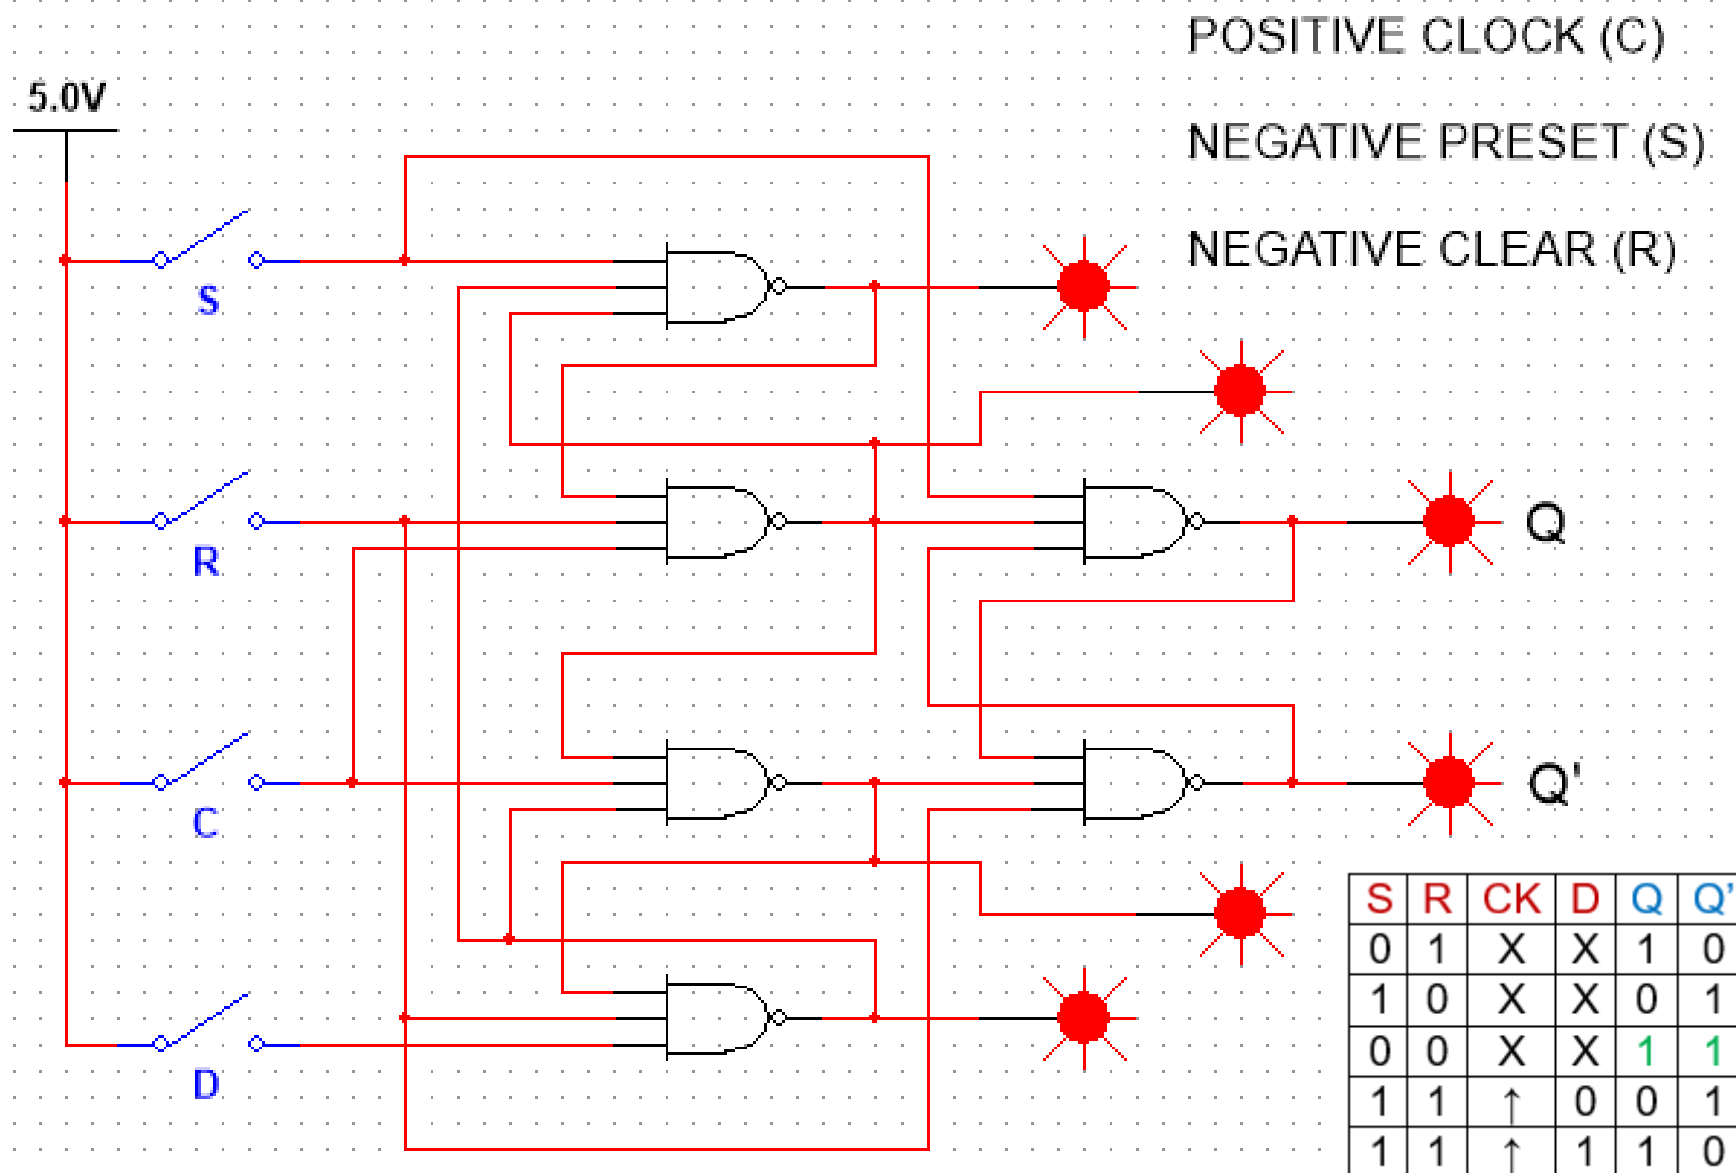 POSITIVE CLOCK (C)
5.0V
NEGATIVE PRESET (S)
NEGATIVE CLEAR (R)
S
R
Q
C
Q'
D
S R CK D Q Q'
0 1 X X 1 0
1 0 X X 0 1
0 0 X X 1 1
1 1 ↑ 0 0 1
1 1 ↑ 1 1 0